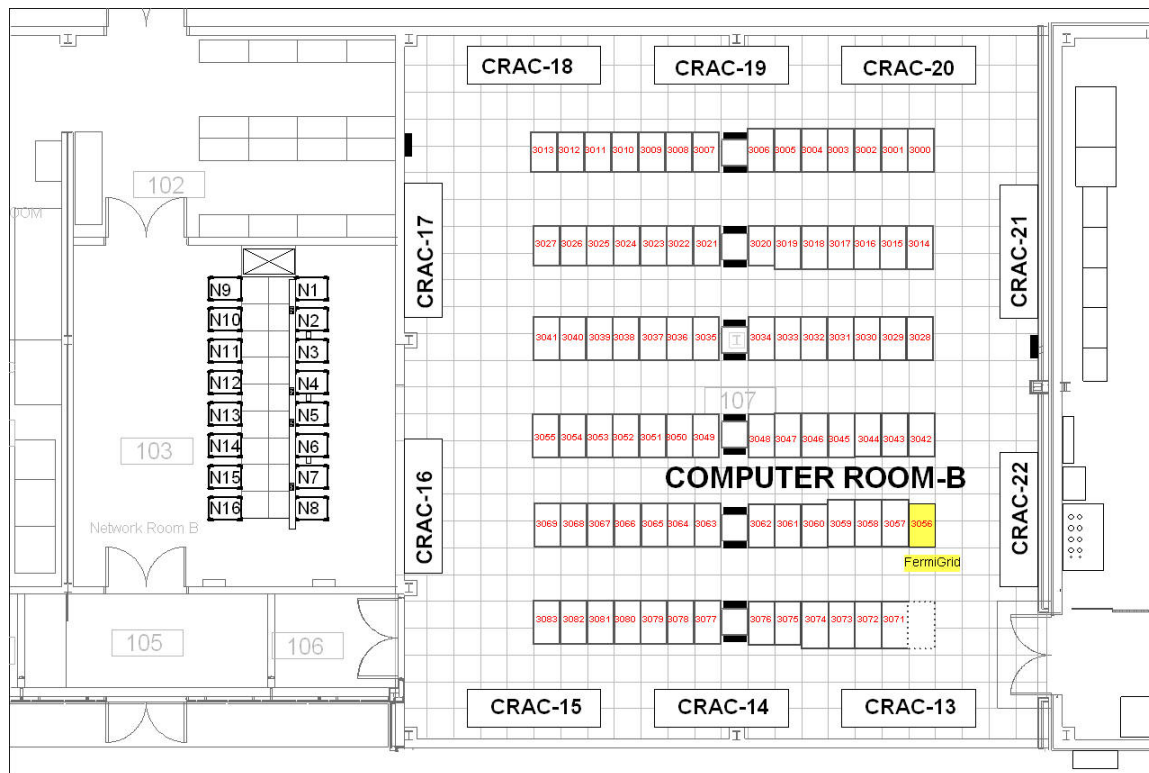 CRAC-18 CRAC-19 CRAC-20
3013 3012 3011 3010 3009 3008 3007 3006 3005 3004 3003 3002 3001 3000
102
OOM
CRAC-17
CRAC-21
3027 3026 3025 3024 3023 3022 3021 3020 3019 3018 3017 3016 3015 3014
N9 N1
N10 N2
N11 N3
N12 N4
N13 N5
N14 N6
N15 N7
N16 N8
3041 3040 3039 3038 3037 3036 3035 3034 3033 3032 3031 3030 3029 3028
107
3055 3054 3053 3052 3051 3050 3049 3048 3047 3046 3045 3044 3043 3042
103
COMPUTER ROOM-B
CRAC-16
CRAC-22
Network Room B
3069 3068 3067 3066 3065 3064 3063 3062 3061 3060 3059 3058 3057 3056
FermiGrid
3083 3082 3081 3080 3079 3078 3077 3076 3075 3074 3073 3072 3071
105 106
CRAC-15 CRAC-14 CRAC-13